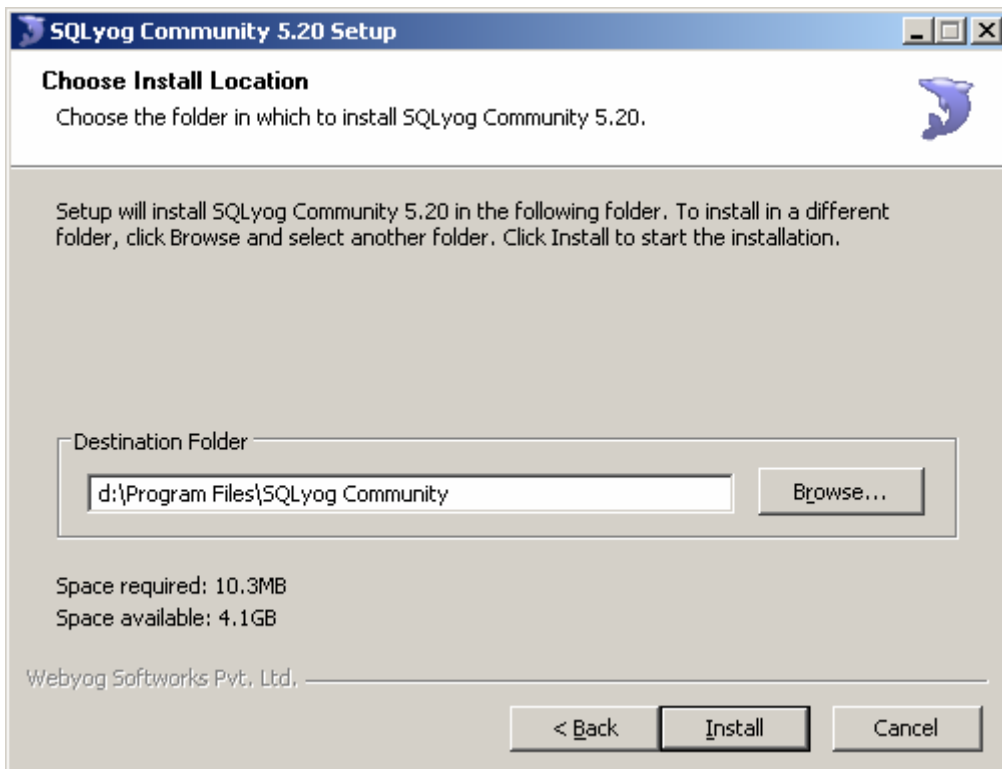 SQLyog Community 5.20 Setup
Choose Install Location
Choose the folder in which to install SQLyog Community 5.20.
Setup will install SQLyog Community 5.20 in the following folder. To install in a different
folder, click Browse and select another folder. Click Install to start the installation.
Destination Folder
d:\Program Files\SQLyog Community
Browse...
Space required: 10.3MB
Space available: 4.1GB
Webyog Softworks Pvt. Ltd.
< Back Install Cancel